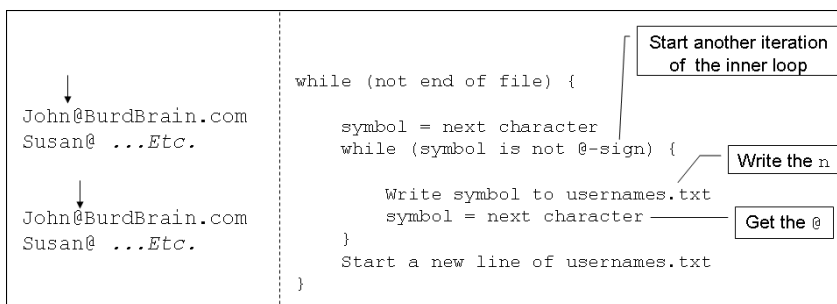 John@BurdBrain.com
Susan@ ...Etc.
John@BurdBrain.com
Susan@ ...Etc.
while (not end of file) {
symbol = next character
while (symbol is not @-sign) {
Write symbol to usernames.txt
symbol = next character
}
Start a new line of usernames.txt
}
Start another iteration
of the inner loop
Write the n
Get the @